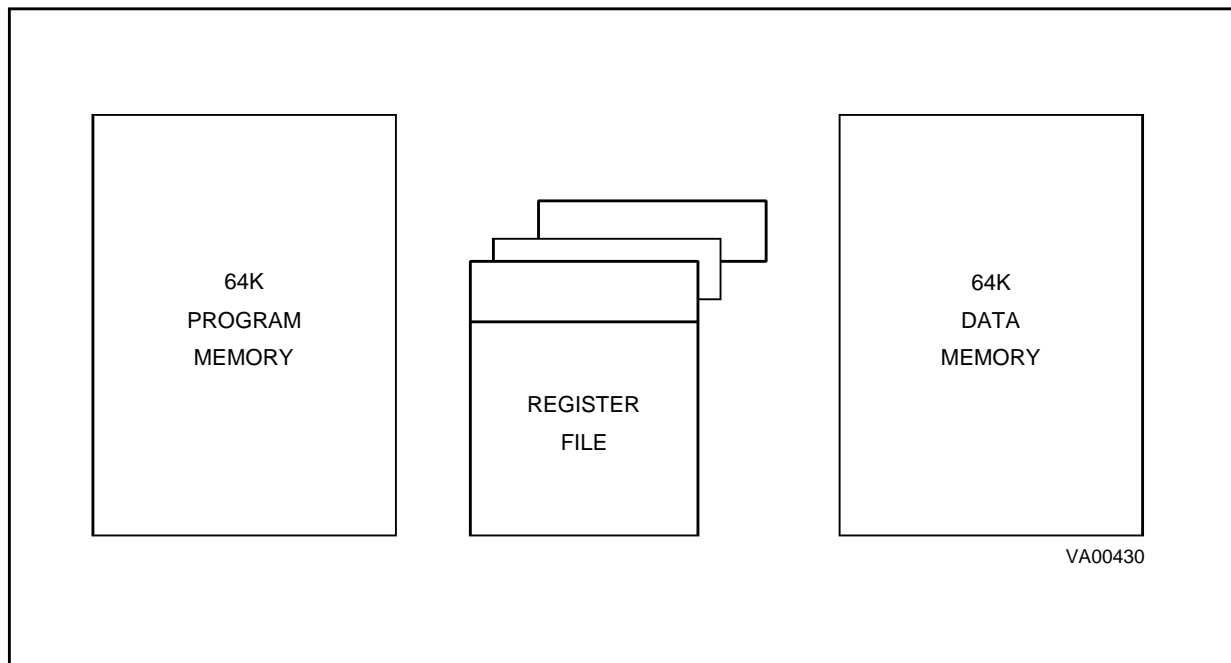 64K
PROGRAM
MEMORY
REGISTER
FILE
64K
DATA
MEMORY
VA00430